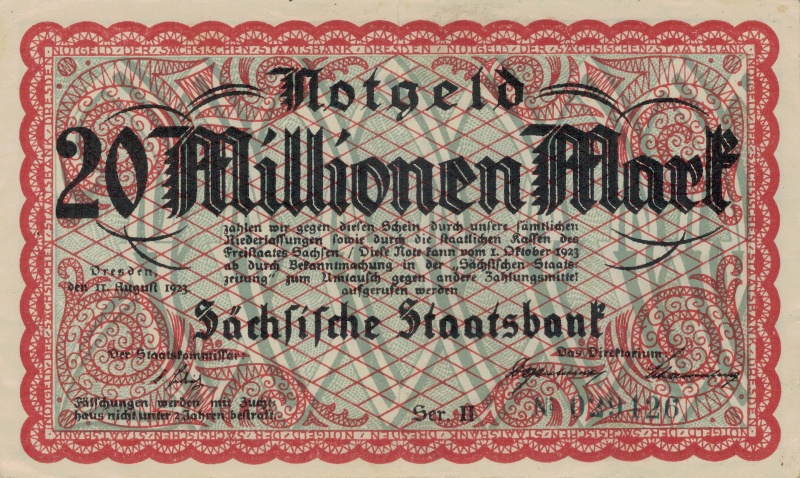 NOTGELD DER SÄCHSISCHEN STAATSBANK DRESDEN NOTGELD DER SÄCHSISCHEN STAATSBANK
Notgeld
20 Millionen Mark
zahlen wir gegen diesen Schein durch unsere sämtlichen
Niederlassungen sowie durch die staatlichen Kassen des
Freistaates Sachsen / Diese Note kann vom 1. Oktober 1923
ab durch Bekanntmachung in der „Sächsischen Staats-
zeitung" zum Umtausch gegen andere Zahlungsmittel
aufgerufen werden
Dresden,
den 11. August 1923
Sächsische Staatsbank
Der Staatskommissar:
Das Direktorium:
Fälschungen werden mit Zucht-
haus nicht unter 2 Jahren bestraft.
Ser. II
№ 029426